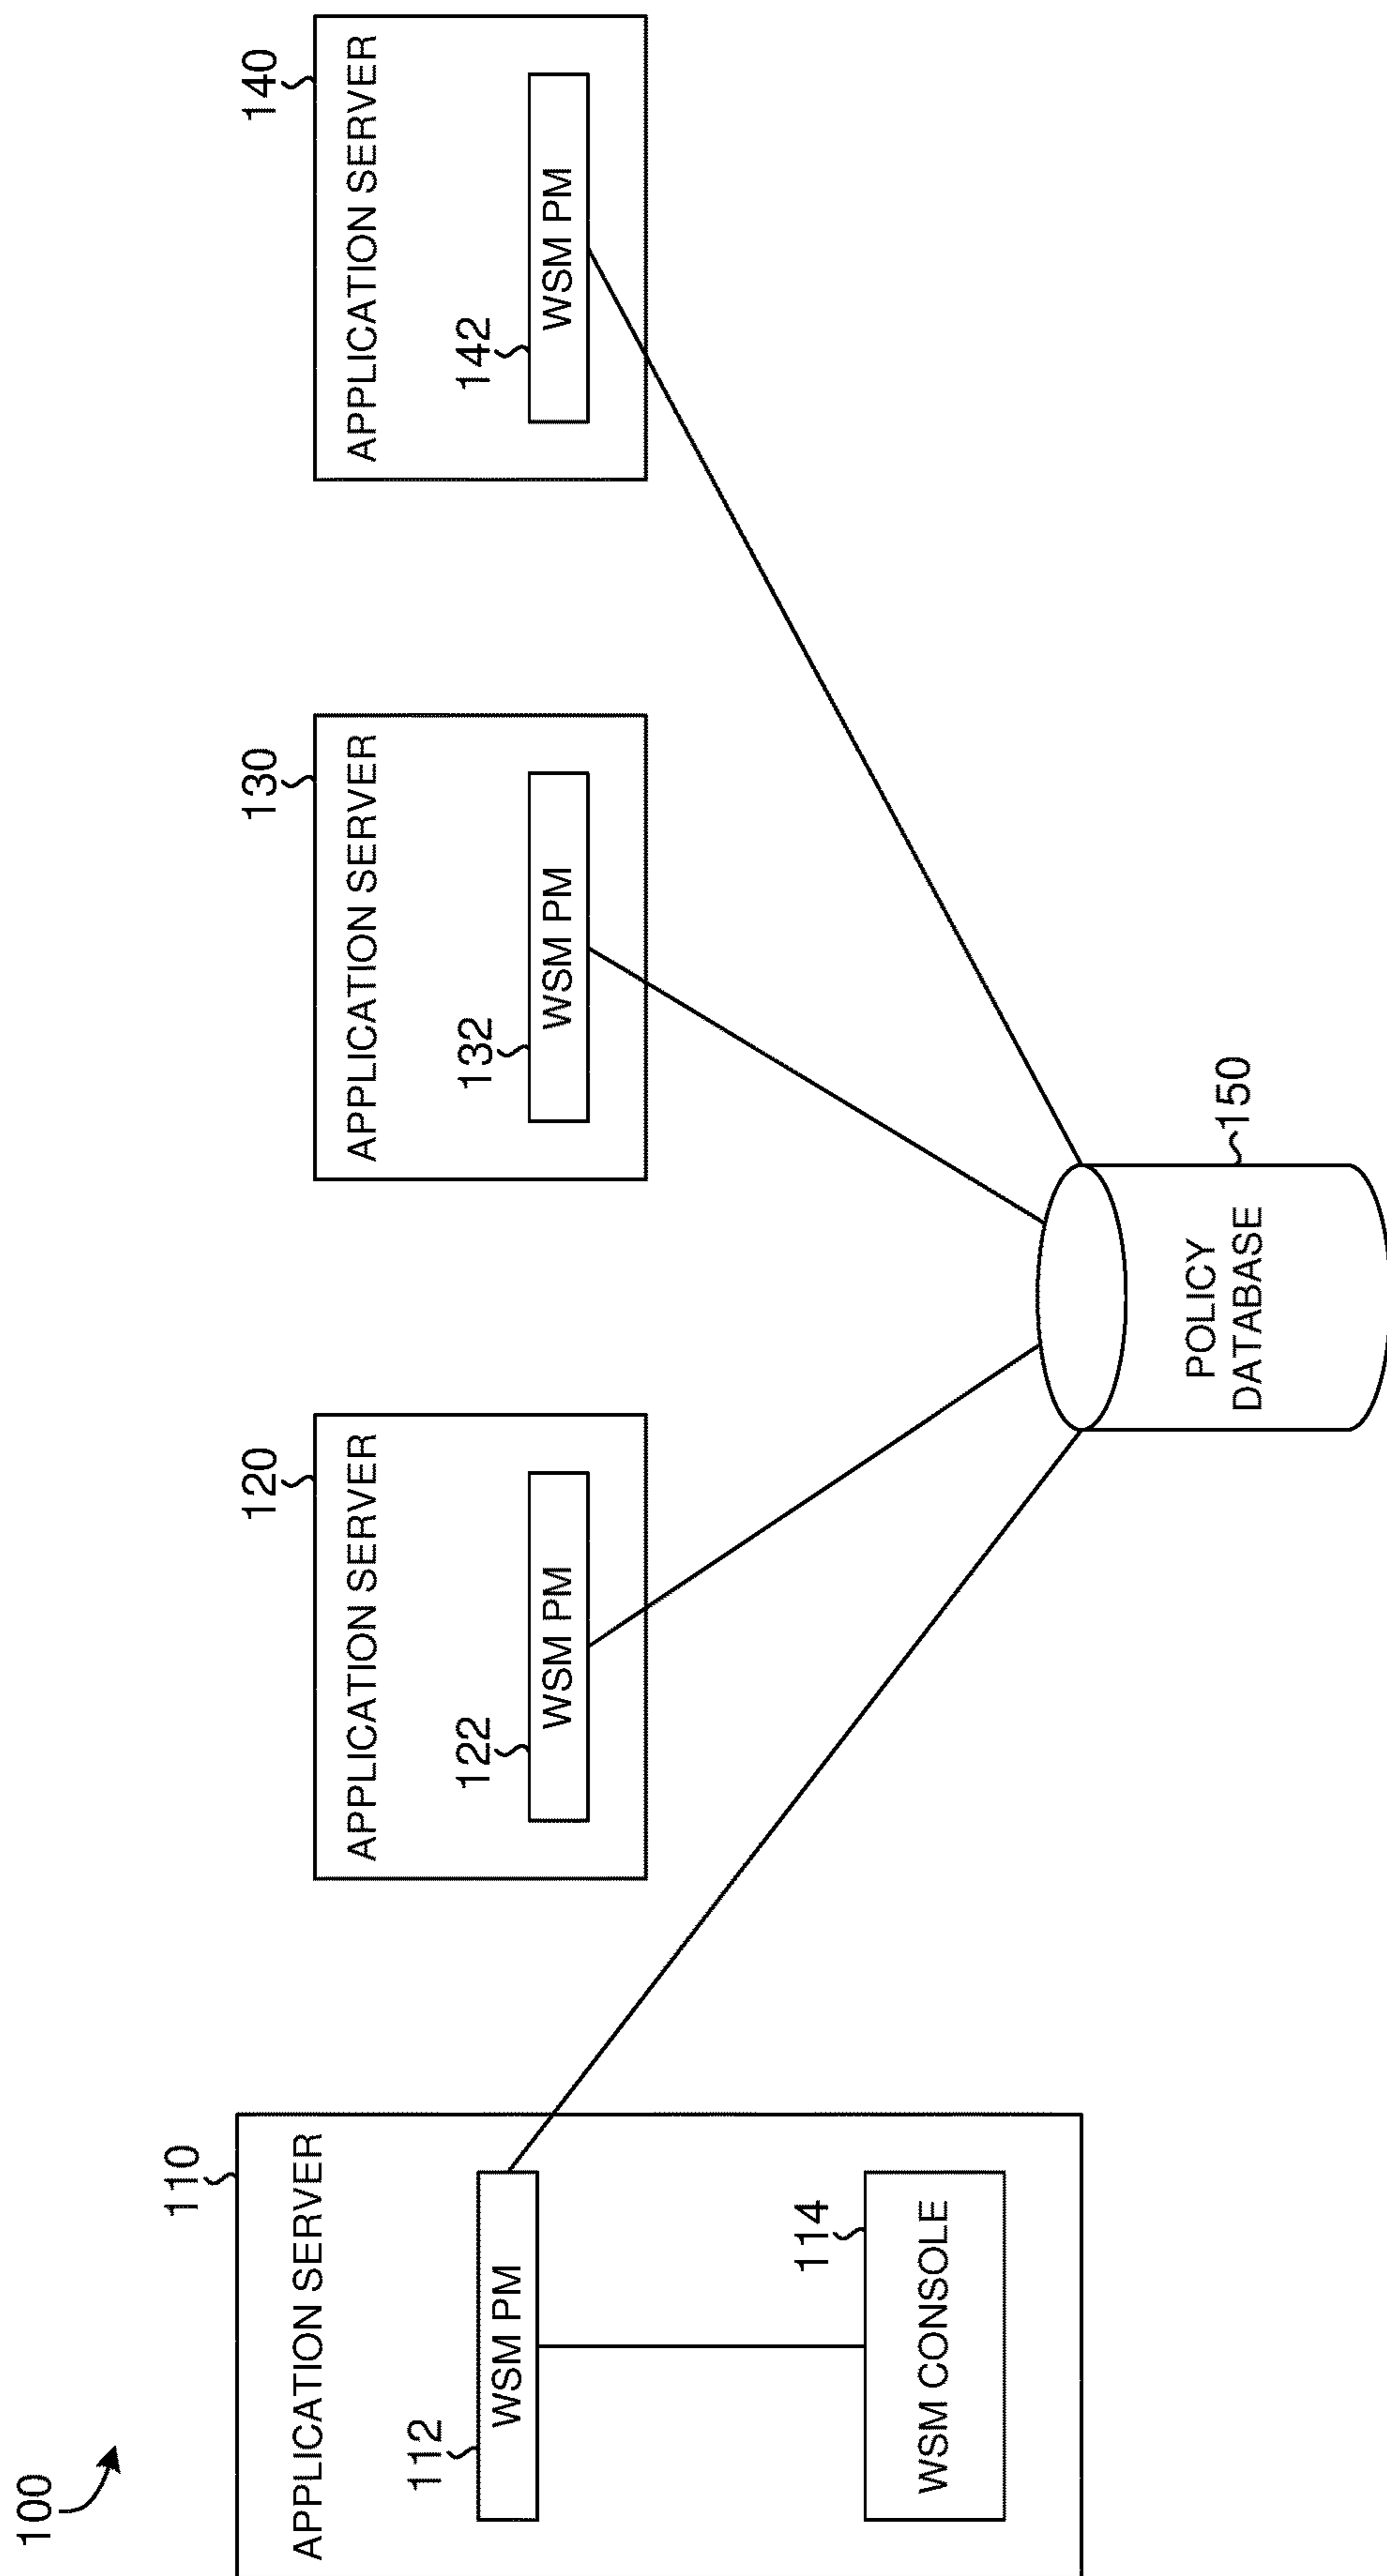 100
110
APPLICATION SERVER
112
WSM PM
114
WSM CONSOLE
120
APPLICATION SERVER
122
WSM PM
130
APPLICATION SERVER
132
WSM PM
140
APPLICATION SERVER
142
WSM PM
150
POLICY
DATABASE